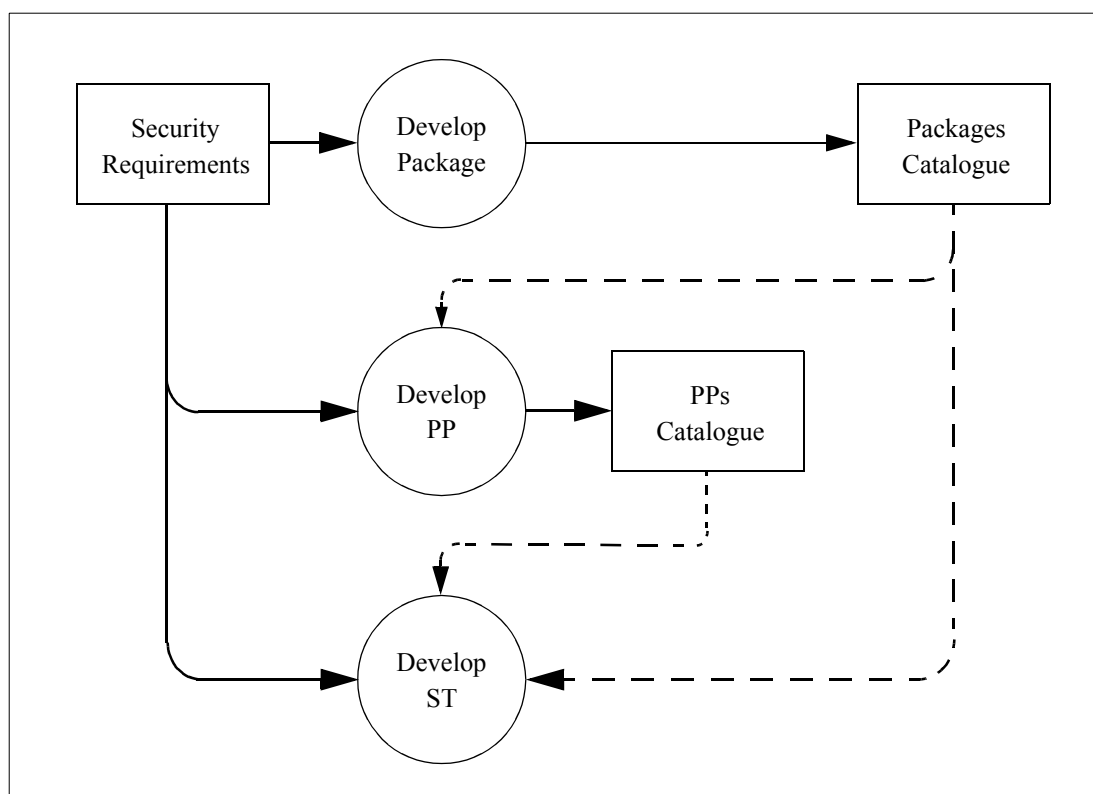 Security
Requirements
Develop
Package
Packages
Catalogue
Develop
PP
PPs
Catalogue
Develop
ST